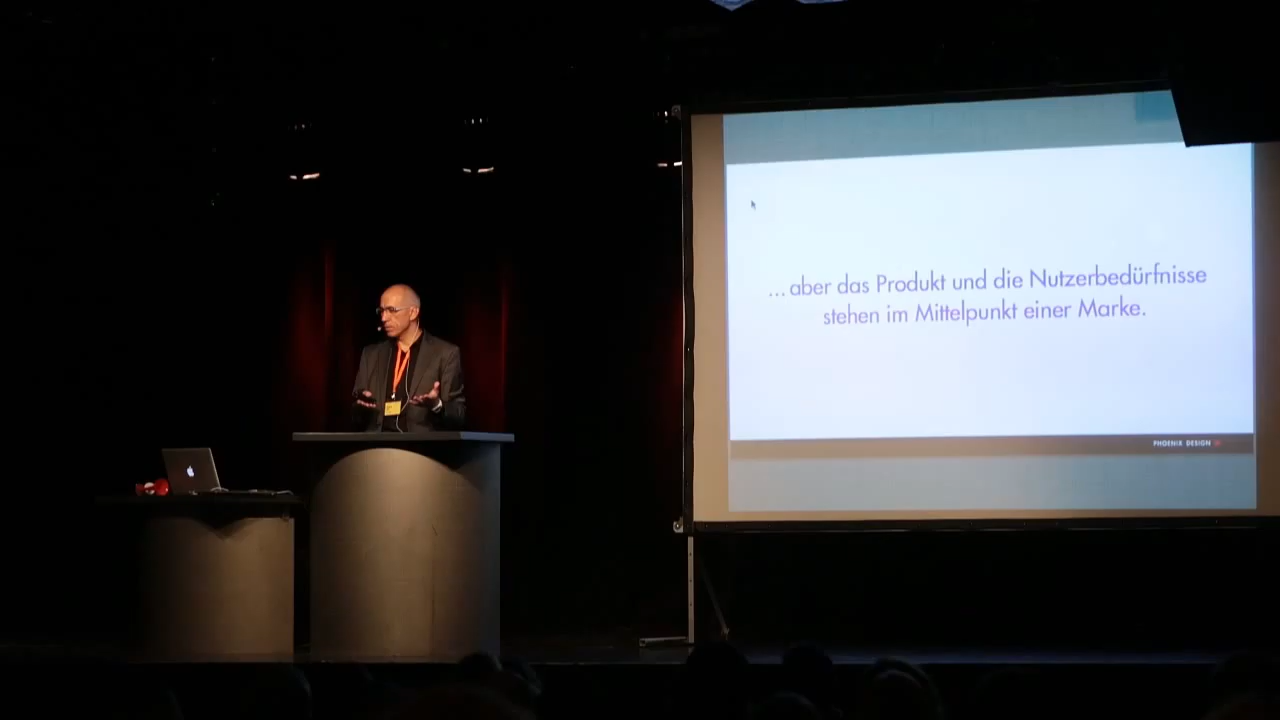 ... aber das Produkt und die Nutzerbedürfnisse
stehen im Mittelpunkt einer Marke.
PHOENIX DESIGN